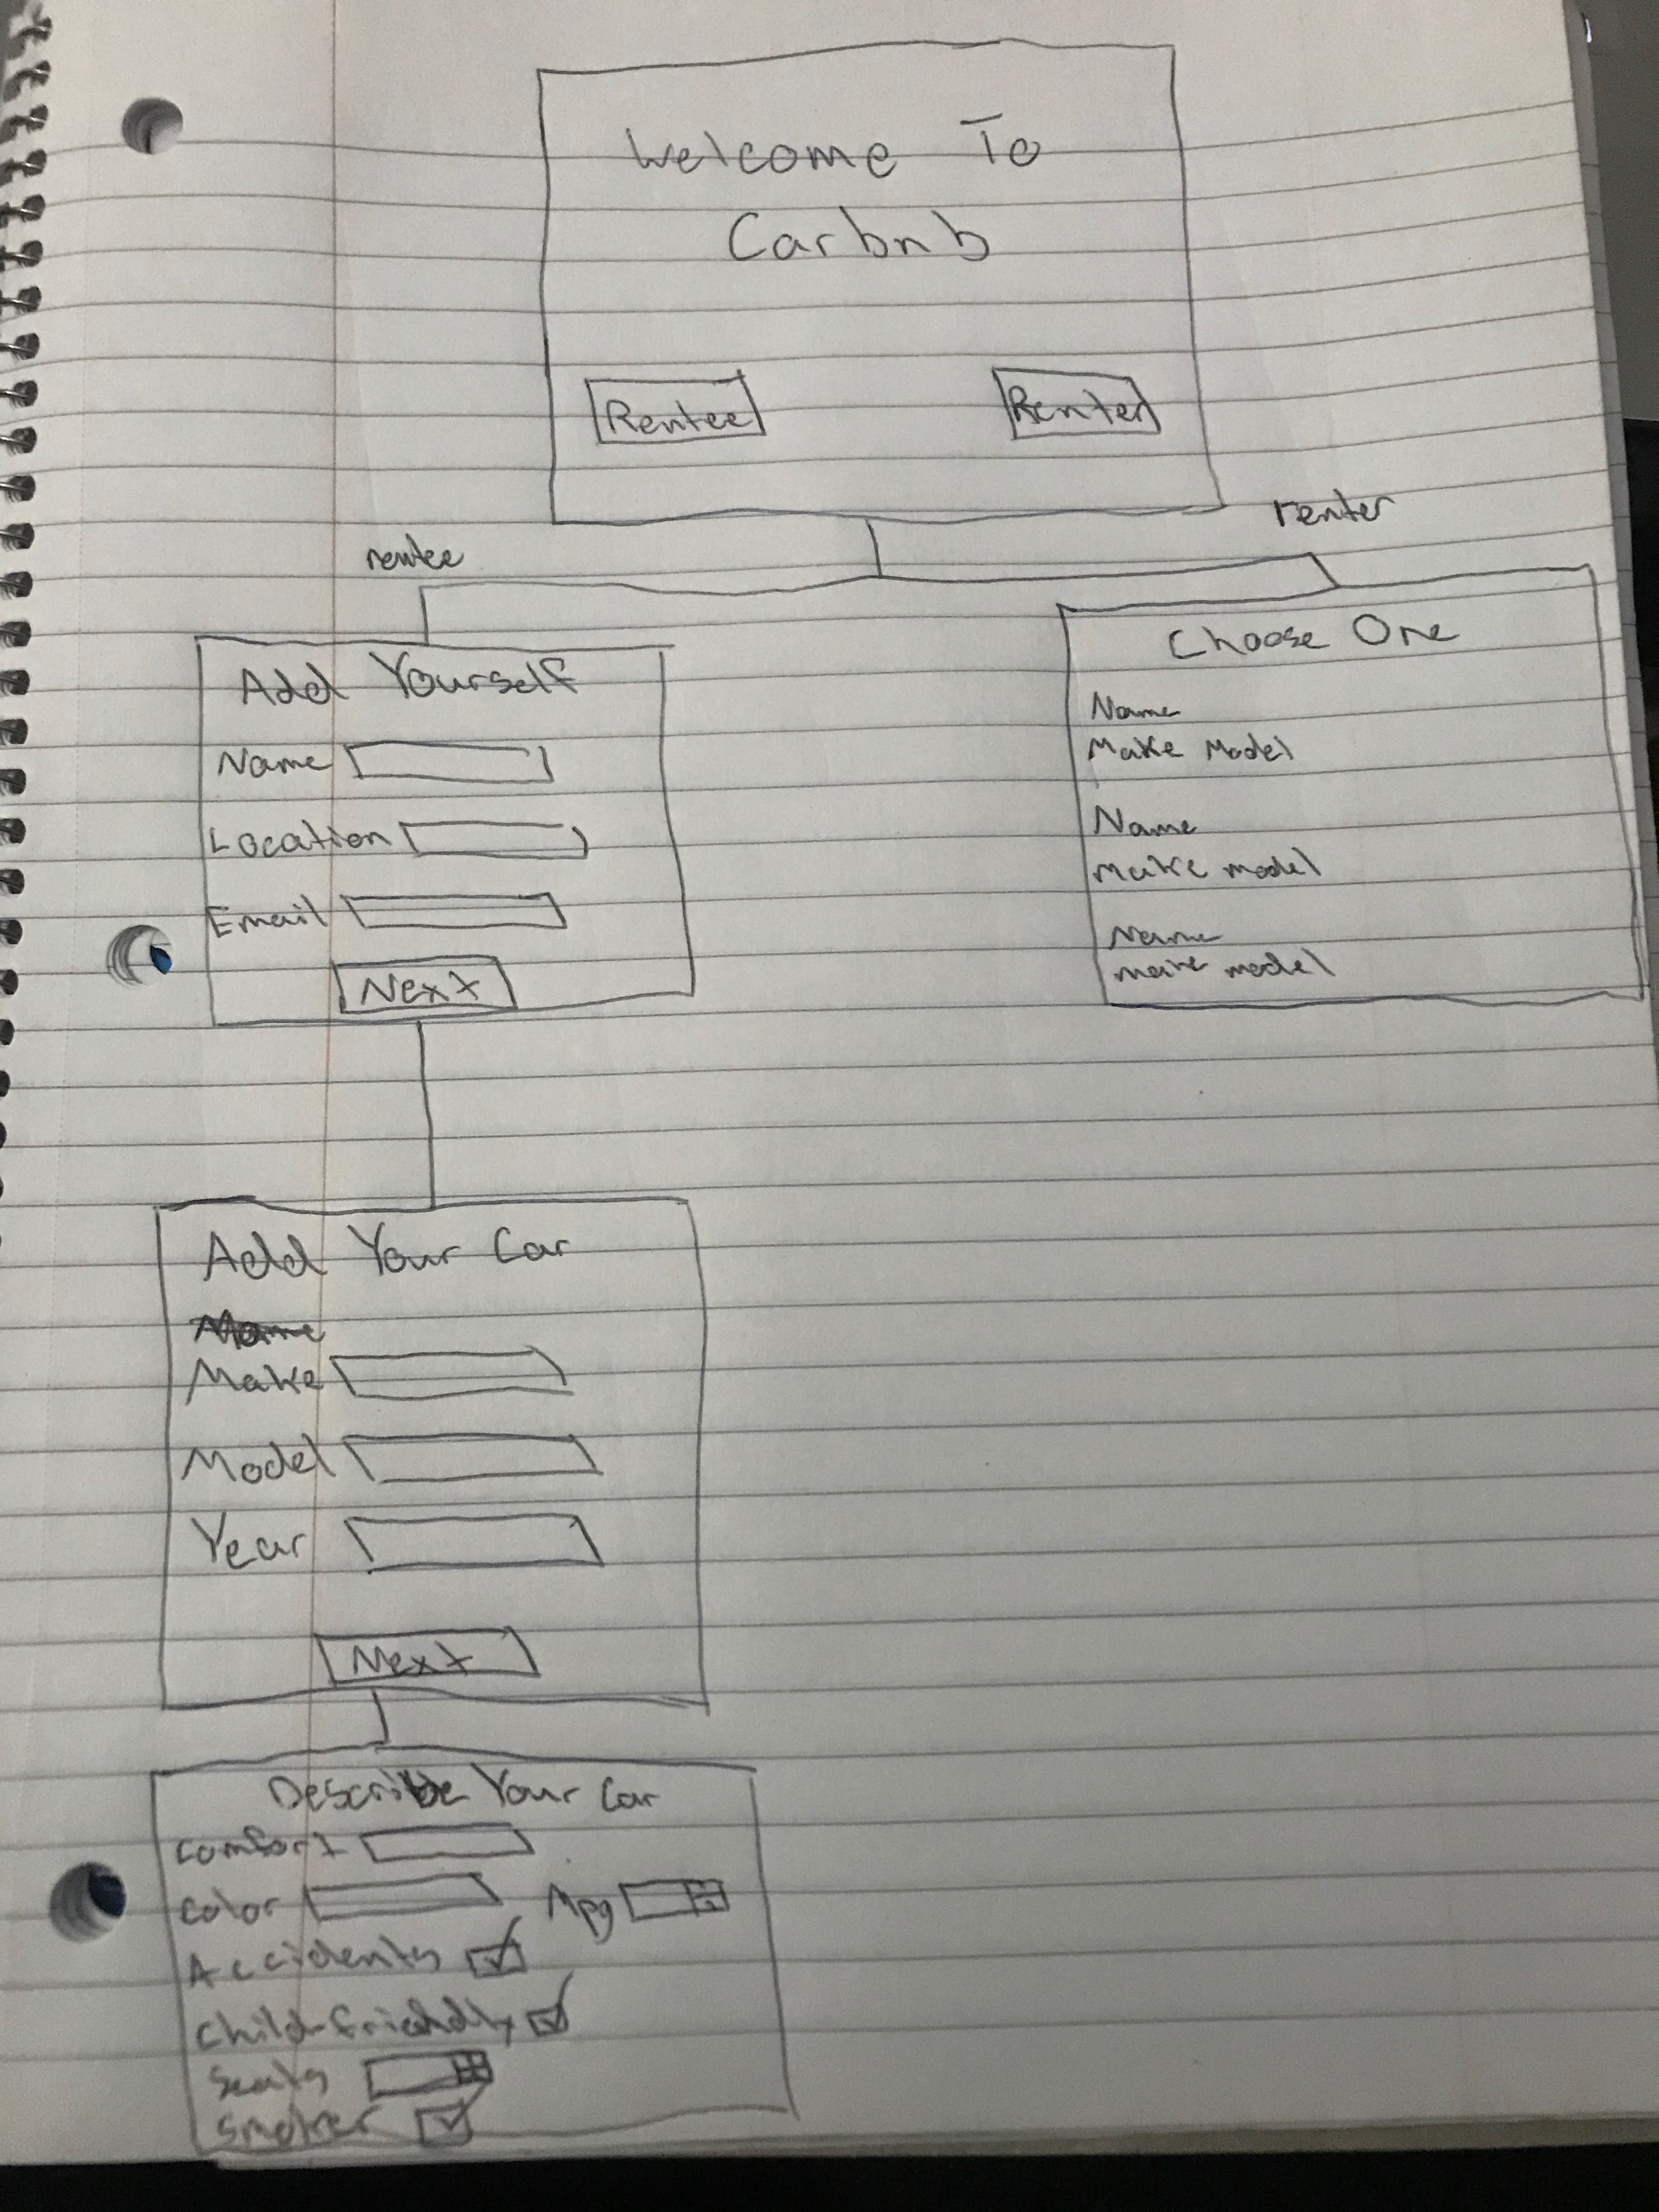 Welcome To
Carbnb
Rentee
Renter
rentee
renter
Add Yourself
Name
Location
Email
Next
Choose One
Name
Make Model
Name
Make model
Name
Make model
Add Your Car
Make
Model
Year
Next
Describe Your Car
Comfort
Color Mpg
Accidents
Child-friendly
Seats
Smoker